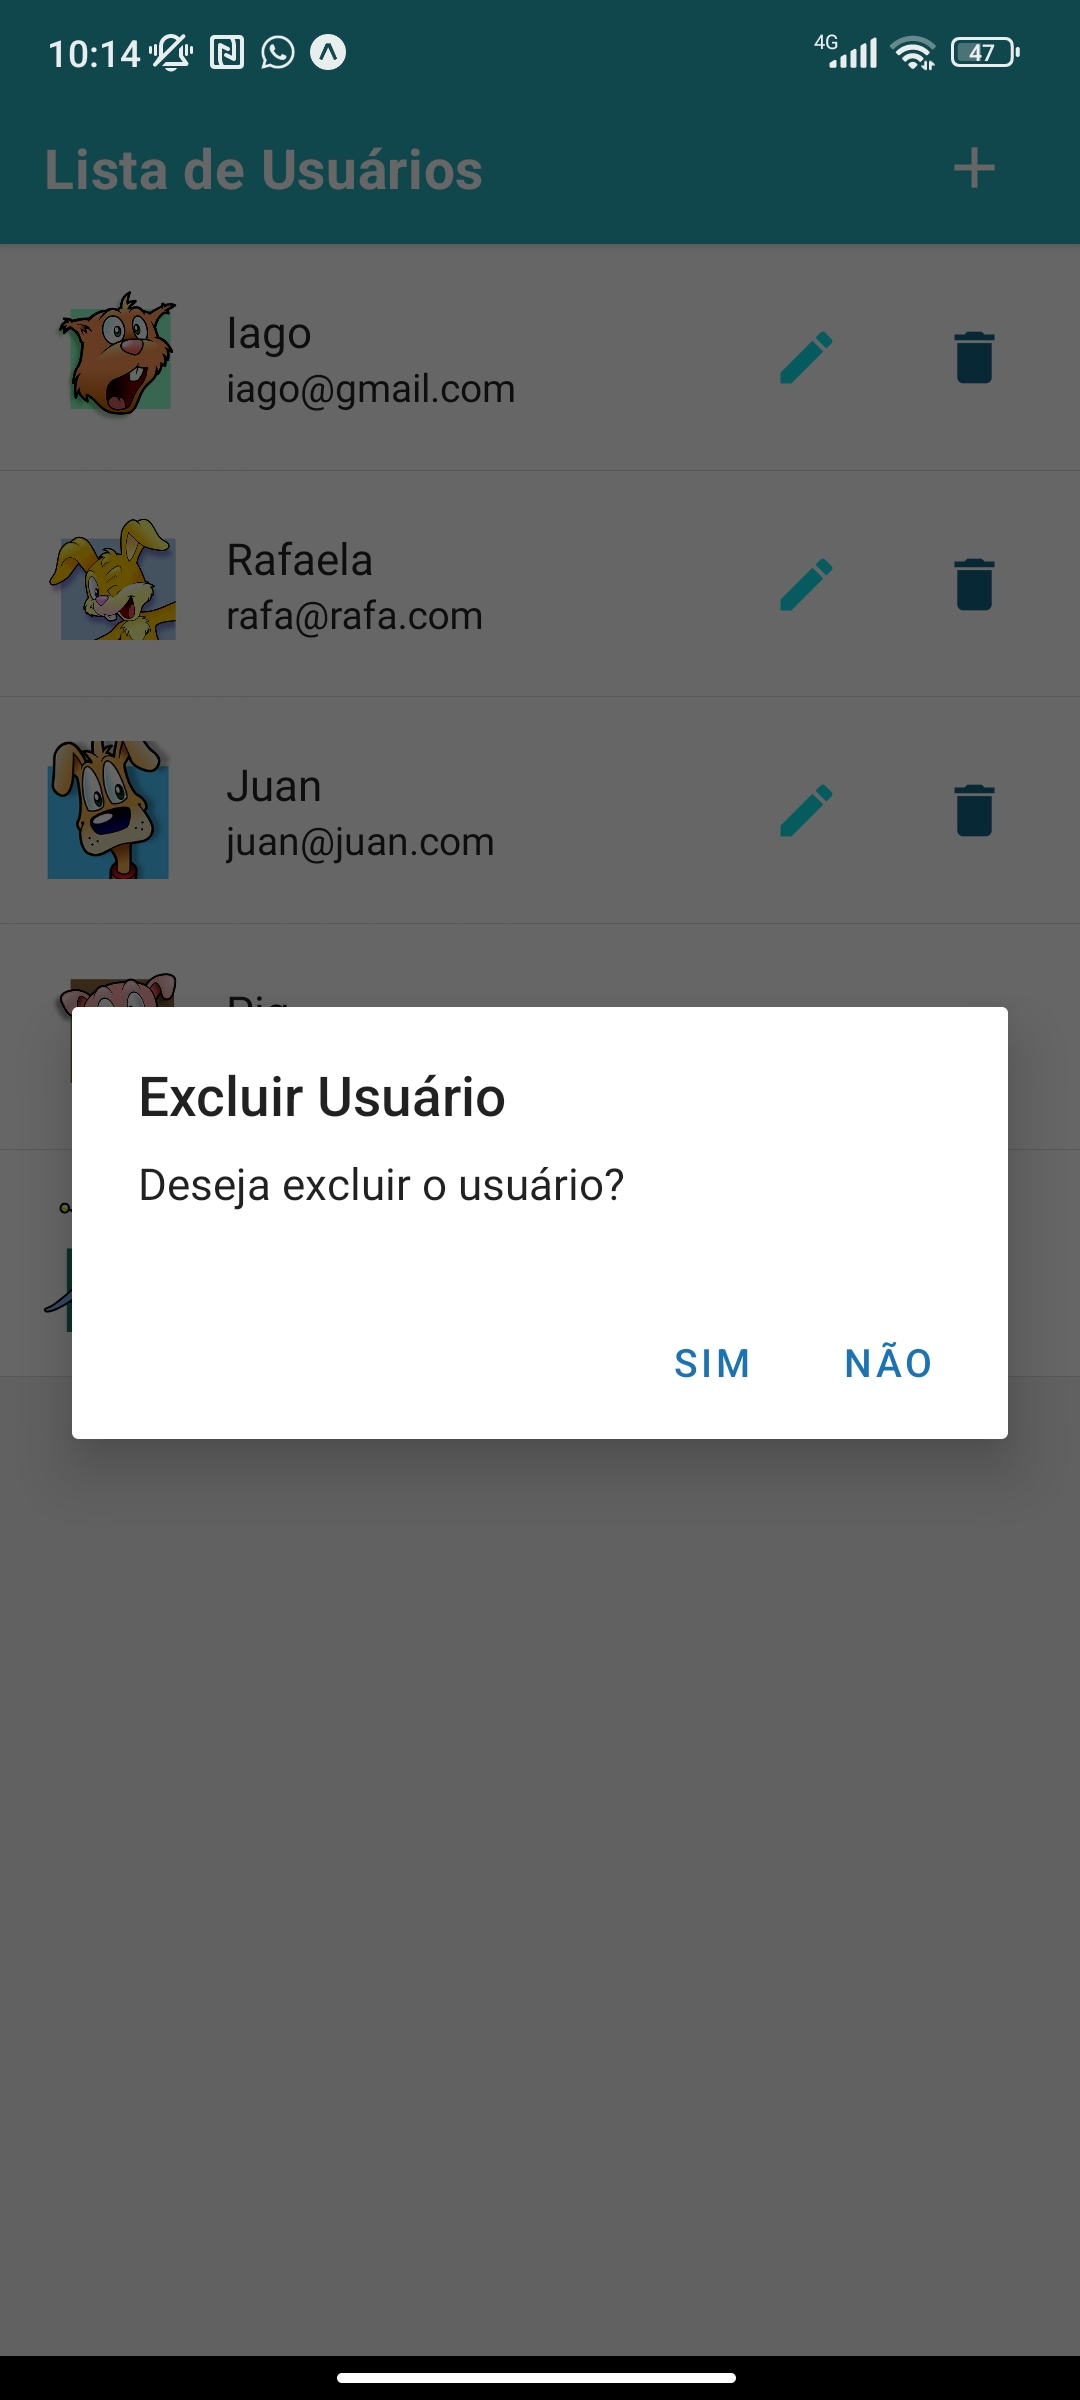 10:14
4G
47
Lista de Usuários
Iago
iago@gmail.com
Rafaela
rafa@rafa.com
Juan
juan@juan.com
Excluir Usuário
Deseja excluir o usuário?
SIM NÃO